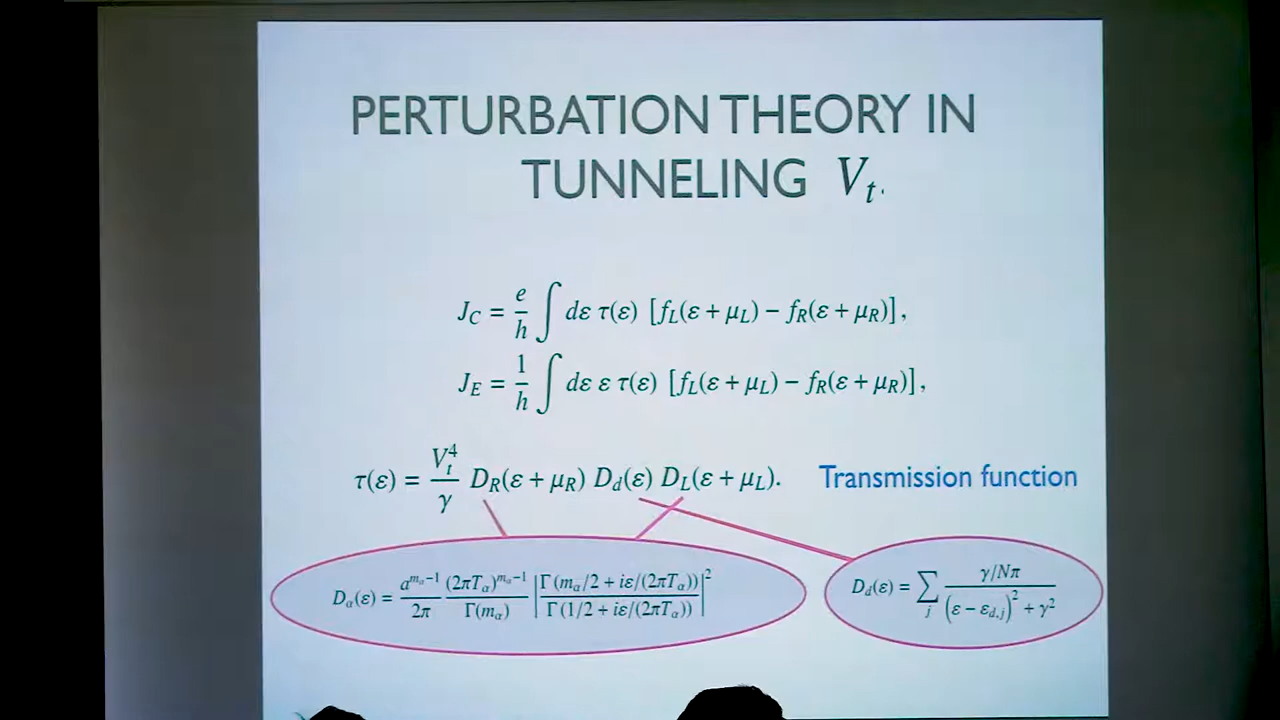 PERTURBATION THEORY IN
TUNNELING V_t.
J_C = e/h ∫ dε τ(ε) [f_L(ε + μ_L) − f_R(ε + μ_R)],
J_E = 1/h ∫ dε ε τ(ε) [f_L(ε + μ_L) − f_R(ε + μ_R)],
τ(ε) = V_t^4/γ D_R(ε + μ_R) D_d(ε) D_L(ε + μ_L). Transmission function
D_α(ε) = a^{m_α−1}/2π (2πT_α)^{m_α−1}/Γ(m_α) |Γ(m_α/2 + iε/(2πT_α))/Γ(1/2 + iε/(2πT_α))|^2
D_d(ε) = ∑_j γ/Nπ / ((ε − ε_{d,j})^2 + γ^2)